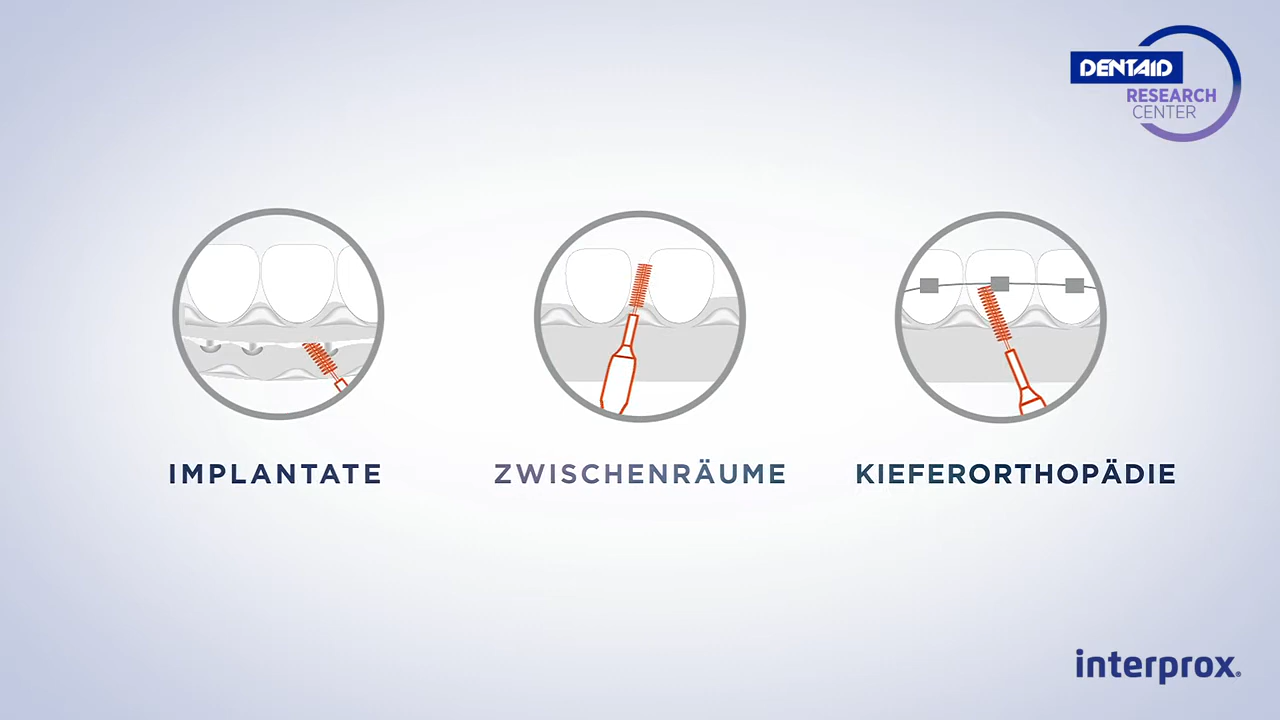 DENTAID
RESEARCH
CENTER
IMPLANTATE
ZWISCHENRÄUME
KIEFERORTHOPÄDIE
interprox®